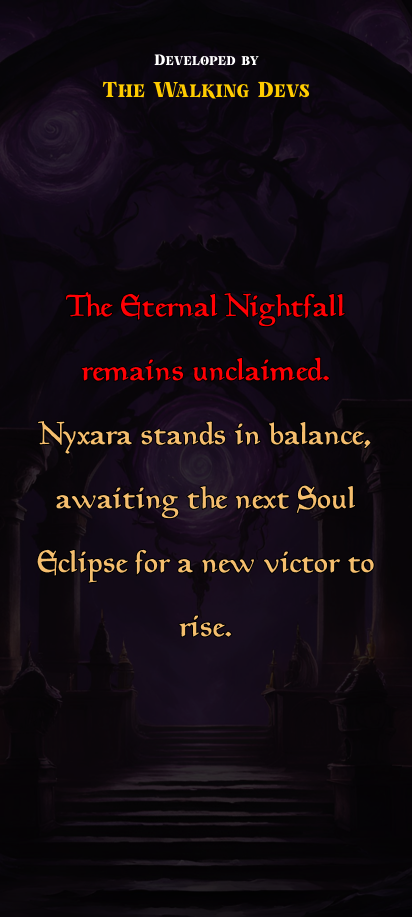 Developed by
The Walking Devs
The Eternal Nightfall
remains unclaimed.
Nyxara stands in balance,
awaiting the next Soul
Eclipse for a new victor to
rise.